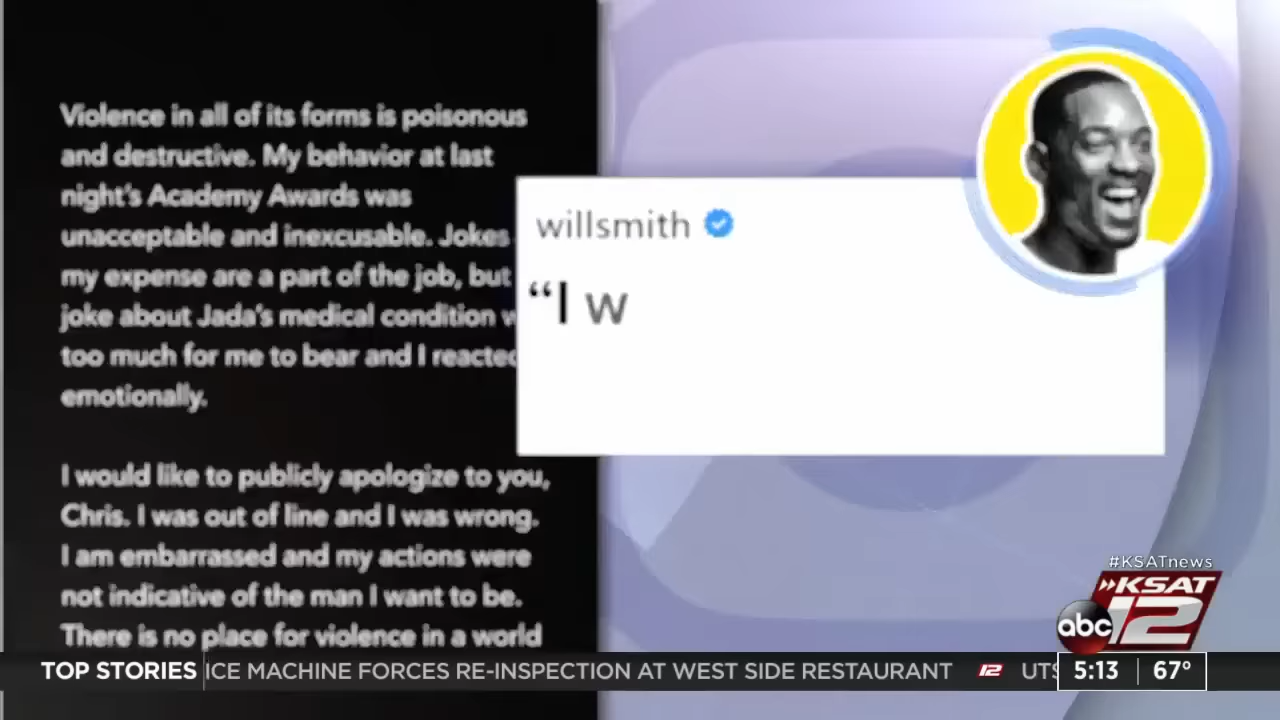 Violence in all of its forms is poisonous
and destructive. My behavior at last
night's Academy Awards was
unacceptable and inexcusable. Jokes
my expense are a part of the job, but
joke about Jada's medical condition
too much for me to bear and I reacted
emotionally.
I would like to publicly apologize to you,
Chris. I was out of line and I was wrong.
I am embarrassed and my actions were
not indicative of the man I want to be.
There is no place for violence in a world
willsmith
“I w
#KSATnews
KSAT
abc 12
TOP STORIES ICE MACHINE FORCES RE-INSPECTION AT WEST SIDE RESTAURANT 12 UTS 5:13 67°